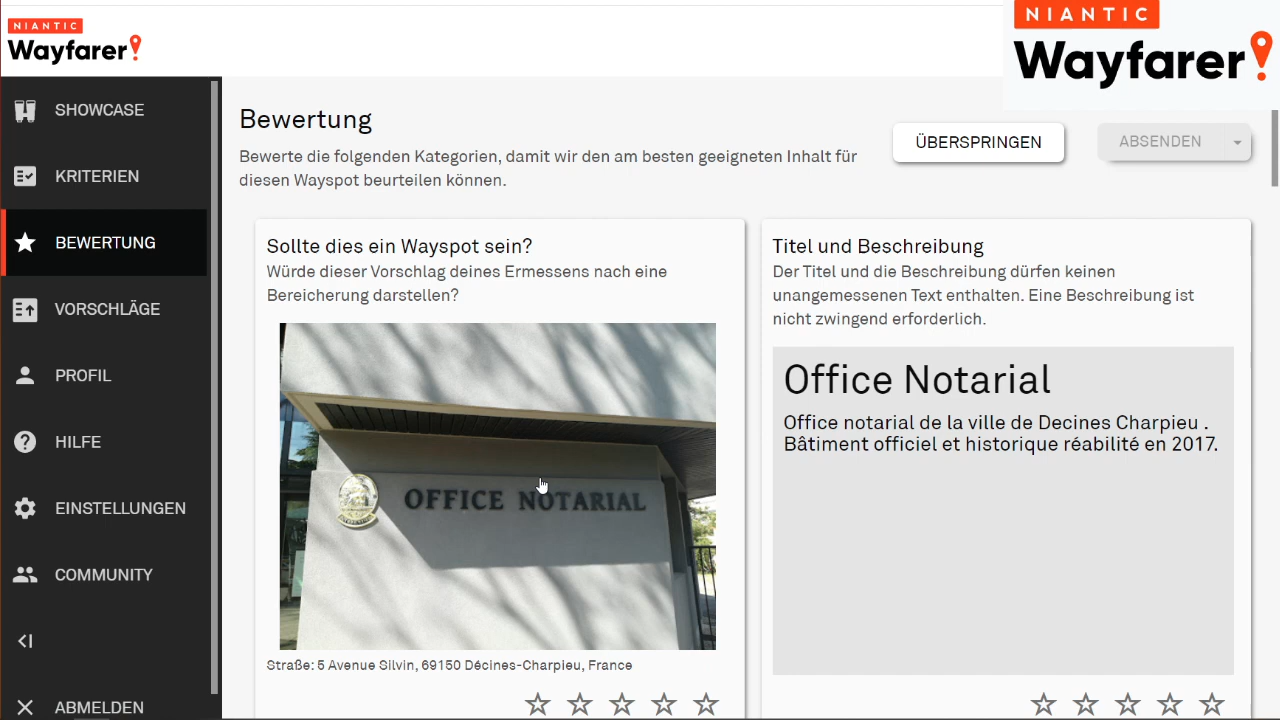 NIANTIC
Wayfarer
NIANTIC
Wayfarer
SHOWCASE
KRITERIEN
BEWERTUNG
VORSCHLÄGE
PROFIL
HILFE
EINSTELLUNGEN
COMMUNITY
ABMELDEN
Bewertung
Bewerte die folgenden Kategorien, damit wir den am besten geeigneten Inhalt für
diesen Wayspot beurteilen können.
ÜBERSPRINGEN
ABSENDEN
Sollte dies ein Wayspot sein?
Würde dieser Vorschlag deines Ermessens nach eine
Bereicherung darstellen?
OFFICE NOTARIAL
Straße: 5 Avenue Silvin, 69150 Décines-Charpieu, France
Titel und Beschreibung
Der Titel und die Beschreibung dürfen keinen
unangemessenen Text enthalten. Eine Beschreibung ist
nicht zwingend erforderlich.
Office Notarial
Office notarial de la ville de Decines Charpieu .
Bâtiment officiel et historique réabilité en 2017.